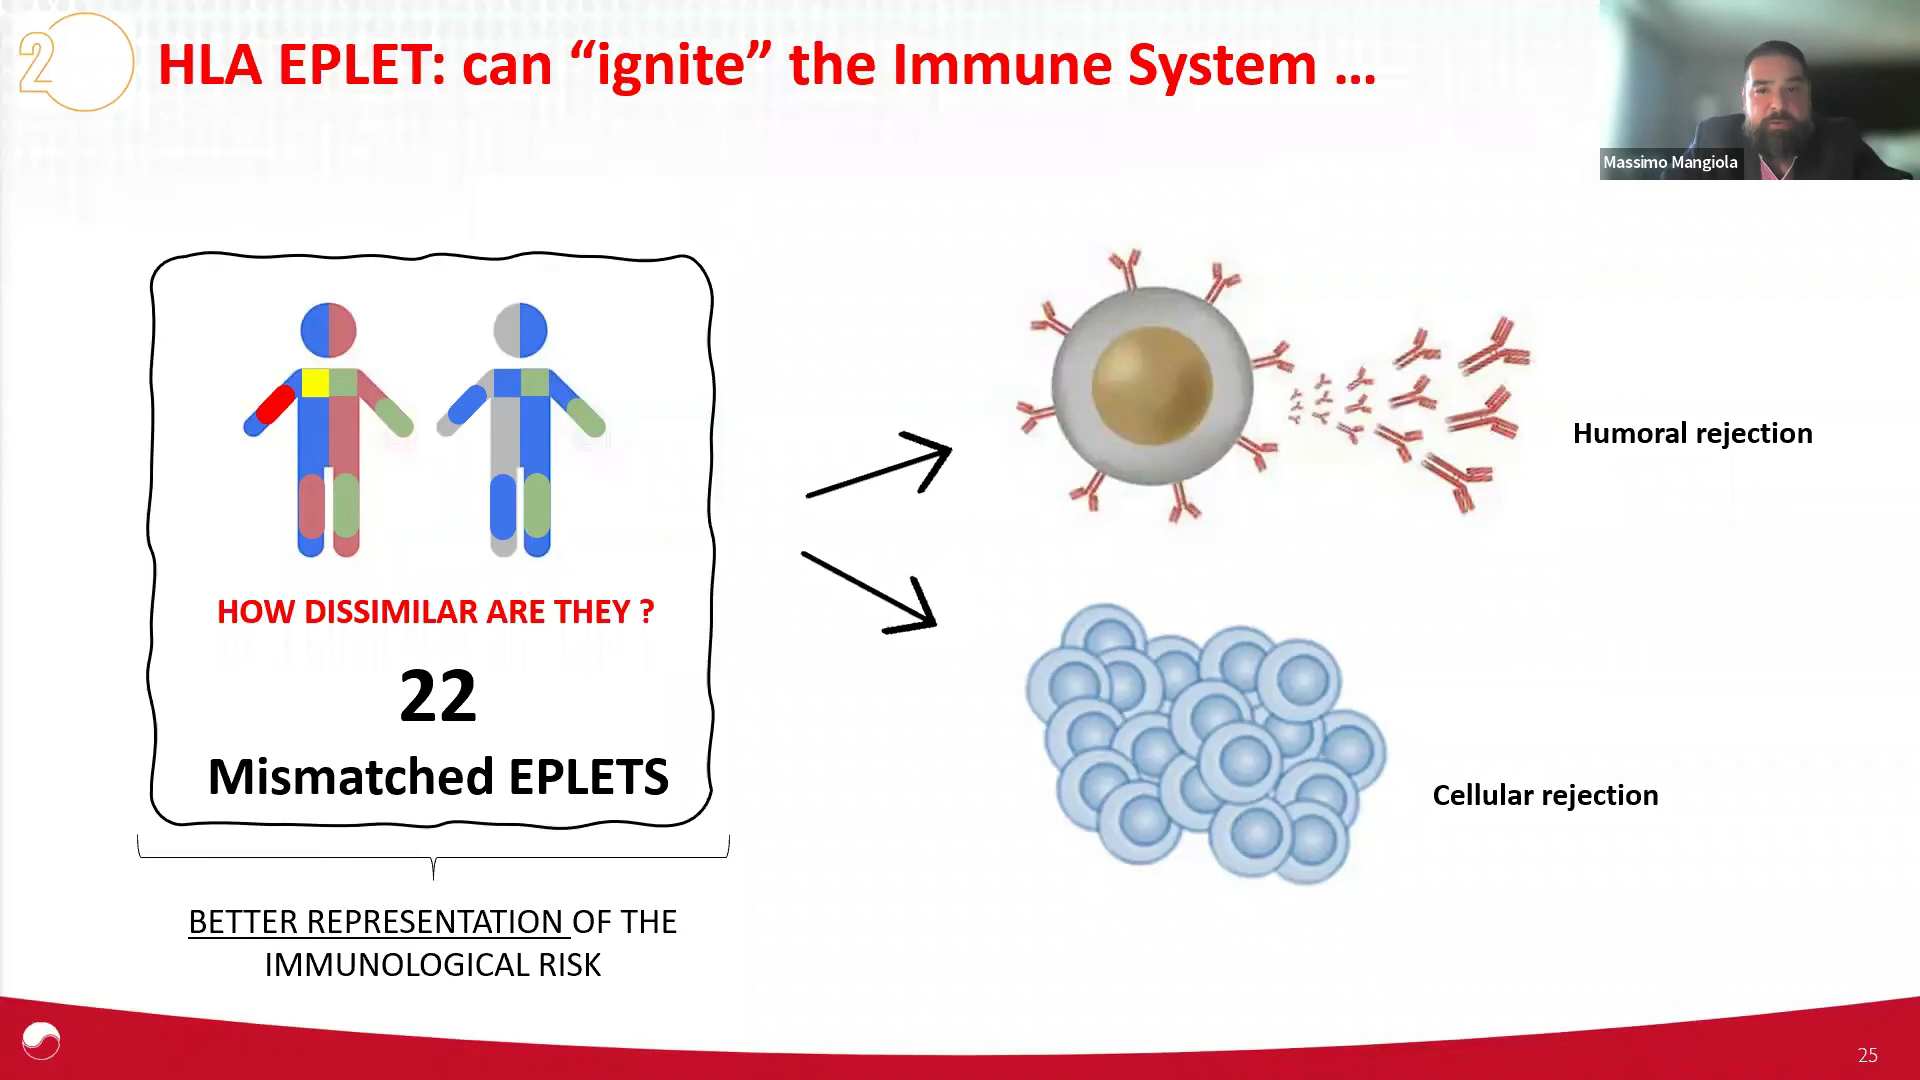 2
HLA EPLET: can “ignite” the Immune System ...
Massimo Mangiola
HOW DISSIMILAR ARE THEY ?
22
Mismatched EPLETS
BETTER REPRESENTATION OF THE
IMMUNOLOGICAL RISK
Humoral rejection
Cellular rejection
25